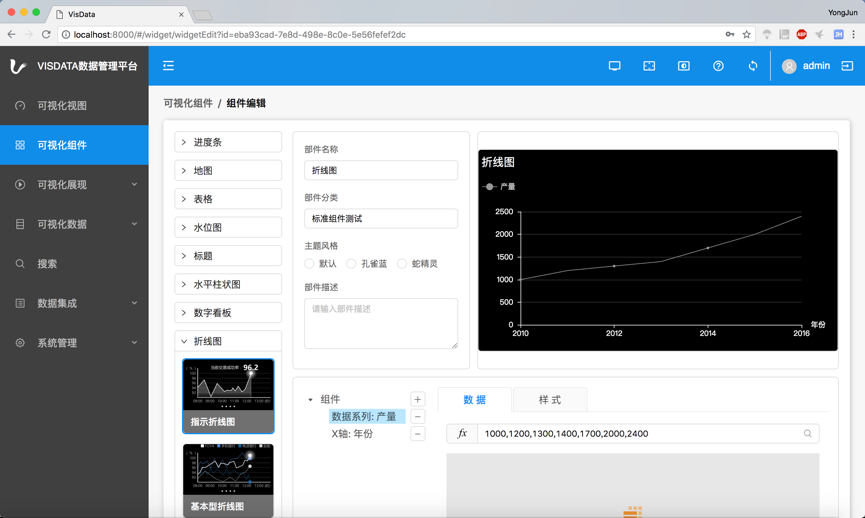 VisData
YongJun
localhost:8000/#/widget/widgetEdit?id=eba93cad-7e8d-498e-8c0e-5e56fefef2dc
ABP
JH
VISDATA数据管理平台
admin
可视化视图
可视化组件
可视化展现
可视化数据
搜索
数据集成
系统管理
可视化组件 / 组件编辑
进度条
地图
表格
水位图
标题
水平柱状图
数字看板
折线图
当前交易成功率: 96.2
指示折线图
基本型折线图
部件名称
折线图
部件分类
标准组件测试
主题风格
默认 孔雀蓝 蛇精灵
部件描述
请输入部件描述
折线图
产量
2500
2000
1500
1000
500
0
2010 2012 2014 2016
年份
组件
数据系列: 产量
X轴: 年份
数据 样式
fx 1000,1200,1300,1400,1700,2000,2400